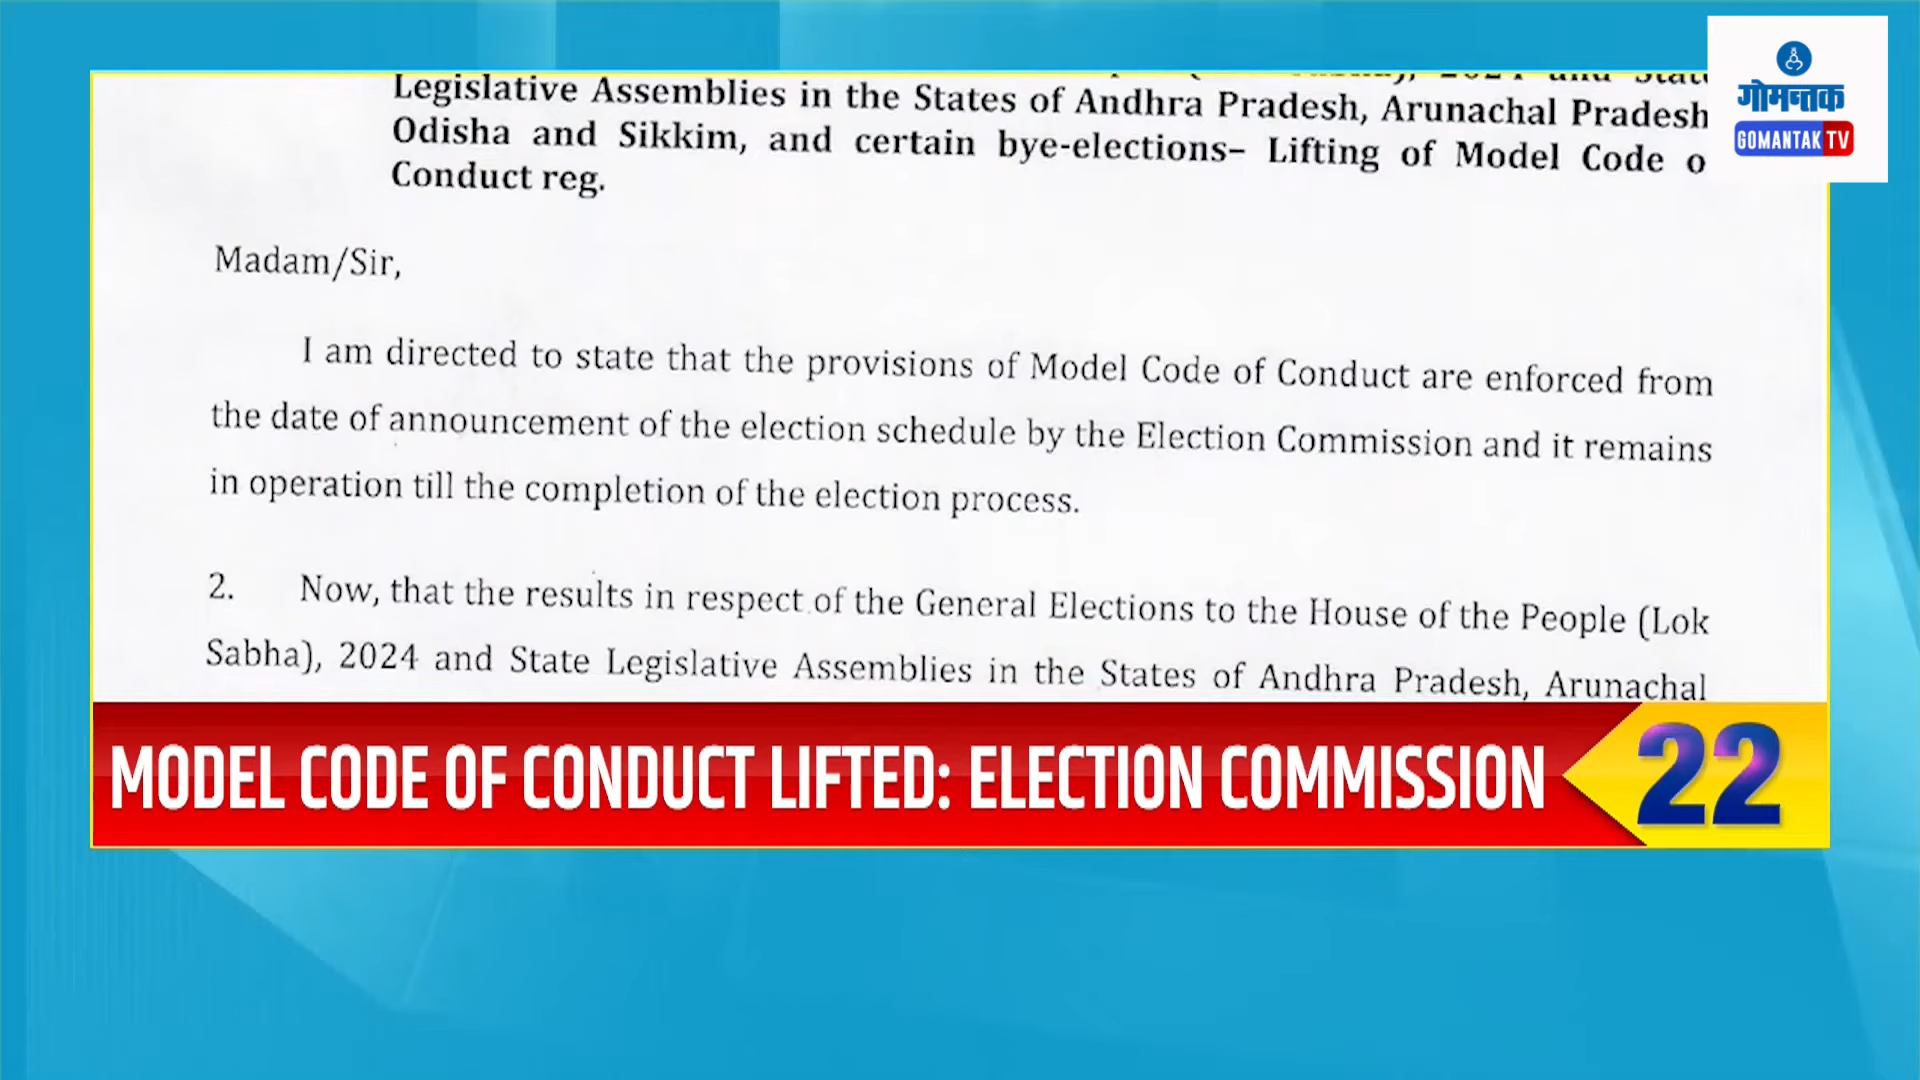 Legislative Assemblies in the States of Andhra Pradesh, Arunachal Pradesh
Odisha and Sikkim, and certain bye-elections– Lifting of Model Code o
Conduct reg.
Madam/Sir,
I am directed to state that the provisions of Model Code of Conduct are enforced from
the date of announcement of the election schedule by the Election Commission and it remains
in operation till the completion of the election process.
2. Now, that the results in respect of the General Elections to the House of the People (Lok
Sabha), 2024 and State Legislative Assemblies in the States of Andhra Pradesh, Arunachal
MODEL CODE OF CONDUCT LIFTED: ELECTION COMMISSION
22
गोमन्तक
GOMANTAK TV